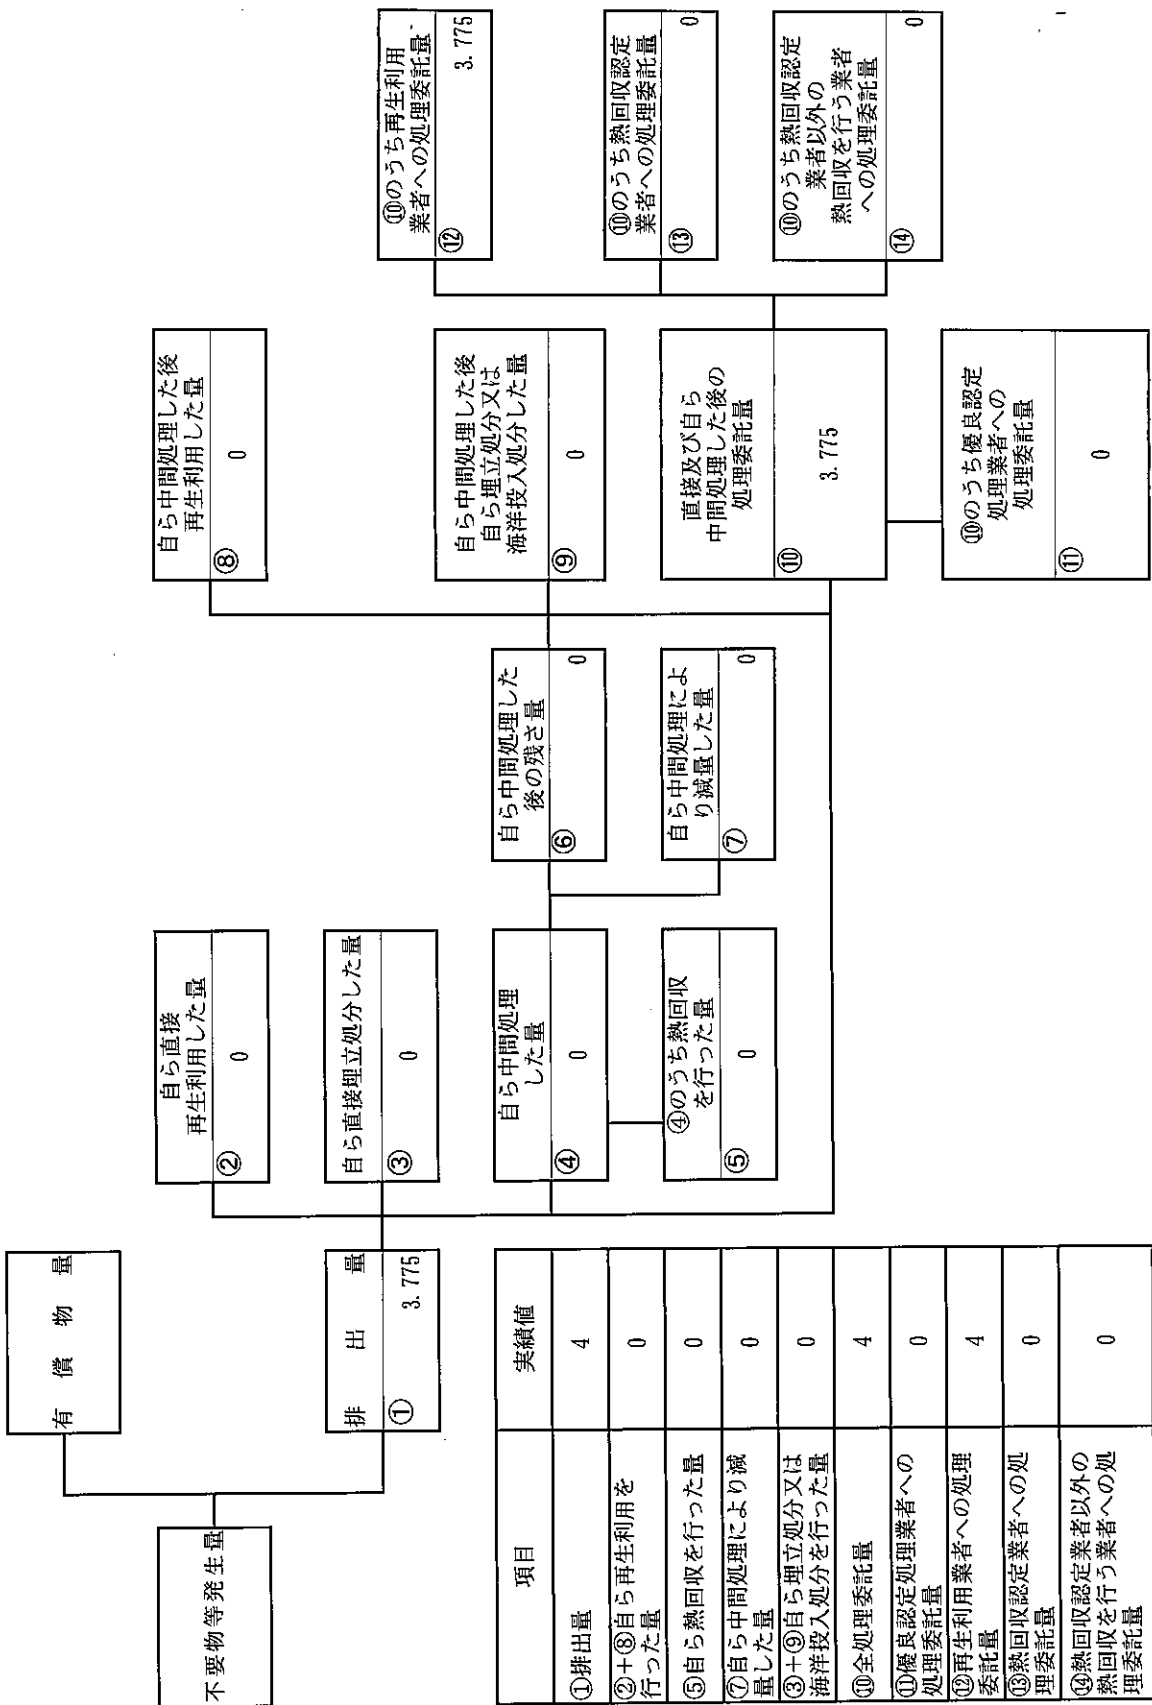 不要物等発生量
有償物量
排出量
①
3.775
自ら直接
再生利用した量
②
0
自ら直接埋立処分した量
③
0
自ら中間処理
した量
④
0
④のうち熱回収
を行った量
⑤
0
自ら中間処理した
後の残さ量
⑥
0
自ら中間処理によ
り減量した量
⑦
0
自ら中間処理した後
再生利用した量
⑧
0
自ら中間処理した後
自ら埋立処分又は
海洋投入処分した量
⑨
0
直接及び自ら
中間処理した後の
処理委託量
⑩
3.775
⑩のうち優良認定
処理業者への
処理委託量
⑪
0
⑩のうち再生利用
業者への処理委託量
⑫
3.775
⑩のうち熱回収認定
業者への処理委託量
⑬
0
⑩のうち熱回収認定
業者以外の
熱回収を行う業者
への処理委託量
⑭
0
項目 実績値
①排出量 4
②+⑧自ら再生利用を
行った量 0
⑤自ら熱回収を行った量 0
⑦自ら中間処理により減
量した量 0
③+⑨自ら埋立処分又は
海洋投入処分を行った量 0
⑩全処理委託量 4
⑪優良認定処理業者への
処理委託量 0
⑫再生利用業者への処理
委託量 4
⑬熱回収認定業者への処
理委託量 0
⑭熱回収認定業者以外の
熱回収を行う業者への処
理委託量 0